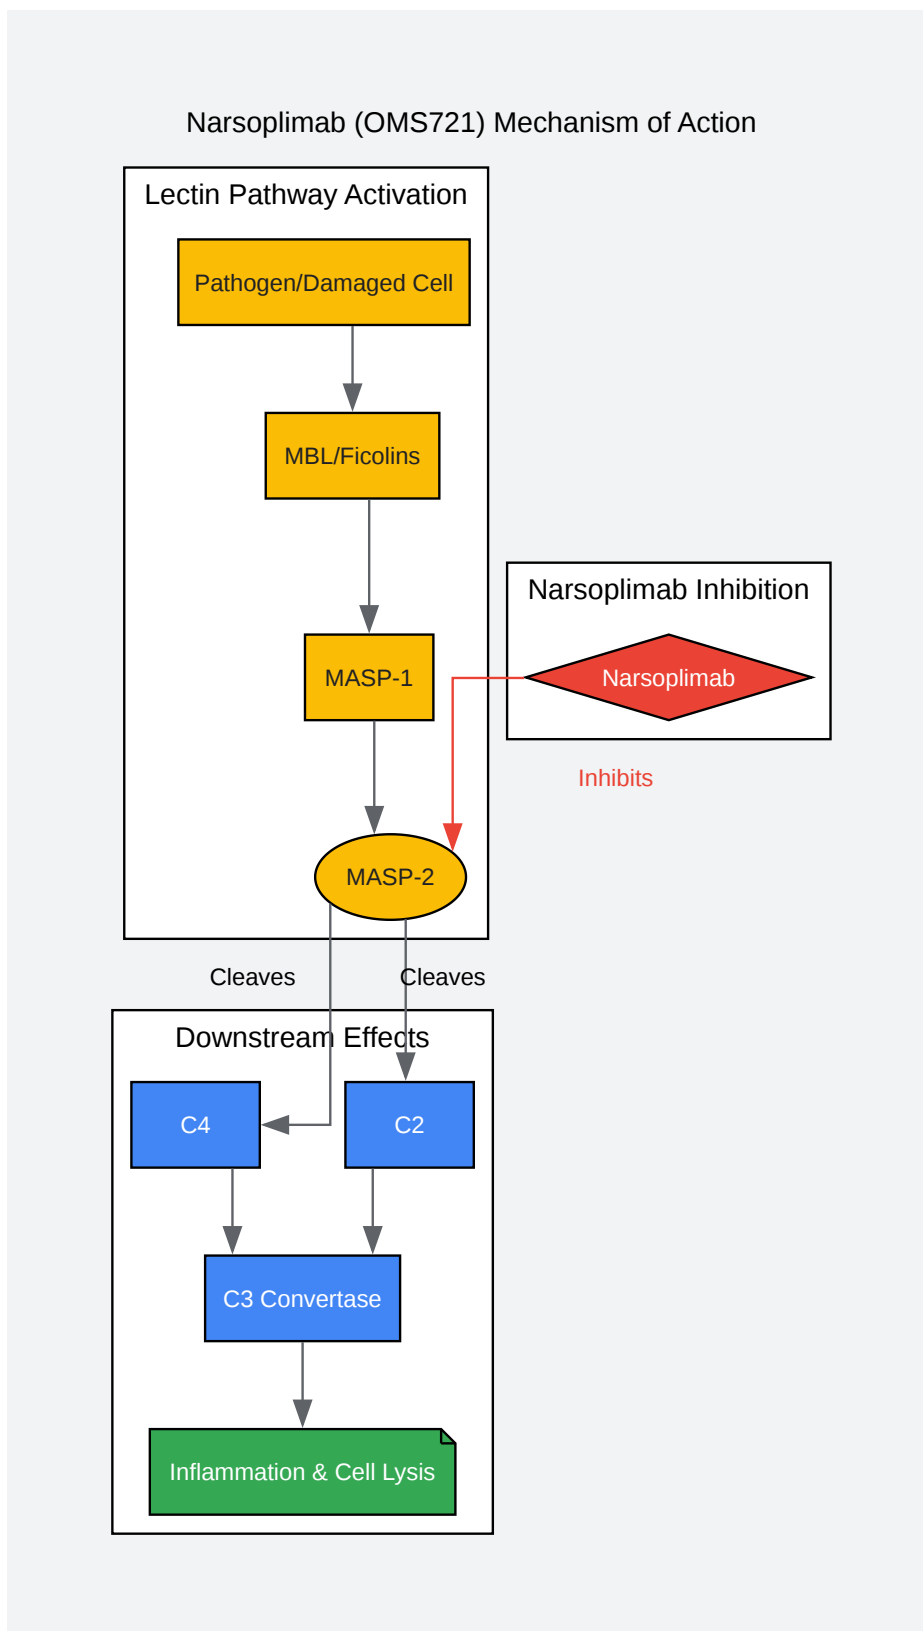 Narsoplimab (OMS721) Mechanism of Action
Lectin Pathway Activation
Pathogen/Damaged Cell
MBL/Ficolins
MASP-1
Narsoplimab Inhibition
Narsoplimab
Inhibits
MASP-2
Cleaves
Cleaves
Downstream Effects
C4
C2
C3 Convertase
Inflammation & Cell Lysis